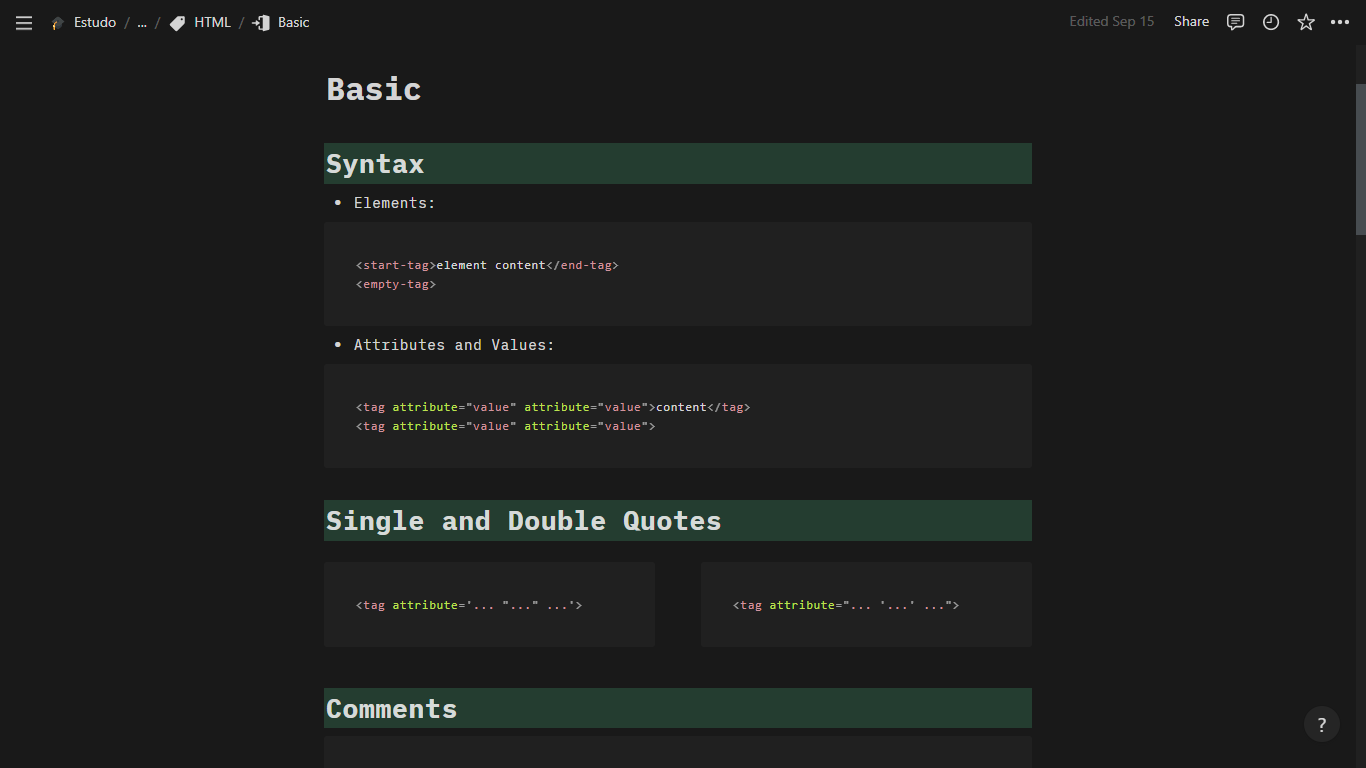 Estudo / ... / HTML / Basic
Edited Sep 15 Share
Basic
Syntax
• Elements:
<start-tag>element content</end-tag>
<empty-tag>
• Attributes and Values:
<tag attribute="value" attribute="value">content</tag>
<tag attribute="value" attribute="value">
Single and Double Quotes
<tag attribute='... "..." ...'>
<tag attribute="... '...' ...">
Comments
?